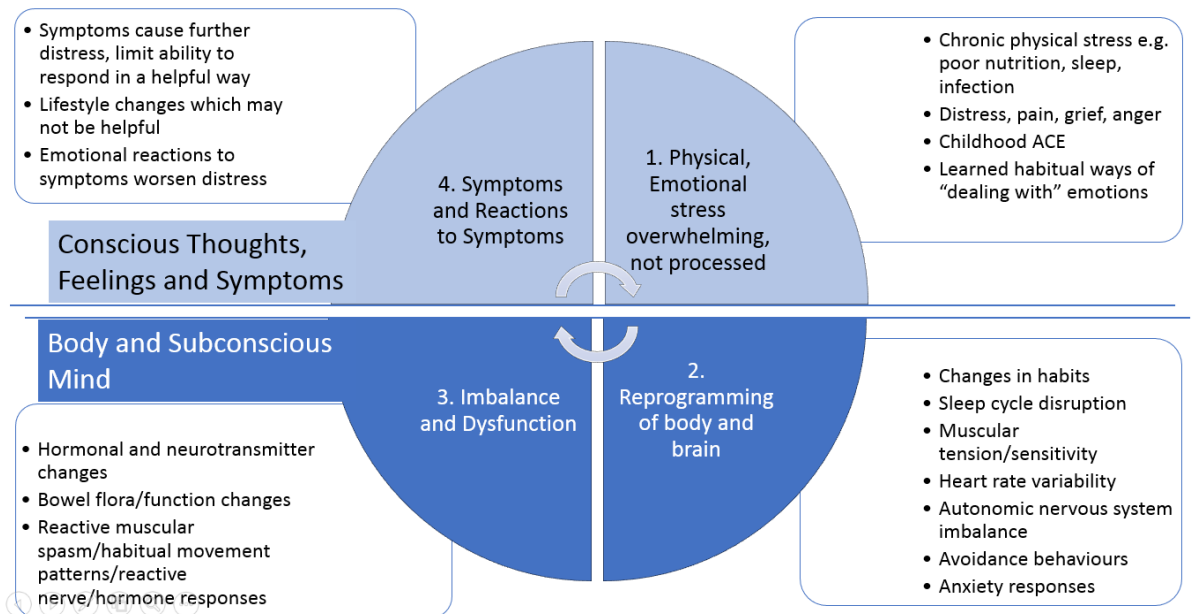 • Symptoms cause further
distress, limit ability to
respond in a helpful way
• Lifestyle changes which may
not be helpful
• Emotional reactions to
symptoms worsen distress
• Chronic physical stress e.g.
poor nutrition, sleep,
infection
• Distress, pain, grief, anger
• Childhood ACE
• Learned habitual ways of
“dealing with” emotions
4. Symptoms
and Reactions
to Symptoms
1. Physical,
Emotional
stress
overwhelming,
not processed
Conscious Thoughts,
Feelings and Symptoms
Body and Subconscious
Mind
3. Imbalance
and Dysfunction
2.
Reprogramming
of body and
brain
• Hormonal and neurotransmitter
changes
• Bowel flora/function changes
• Reactive muscular
spasm/habitual movement
patterns/reactive
nerve/hormone responses
• Changes in habits
• Sleep cycle disruption
• Muscular
tension/sensitivity
• Heart rate variability
• Autonomic nervous system
imbalance
• Avoidance behaviours
• Anxiety responses